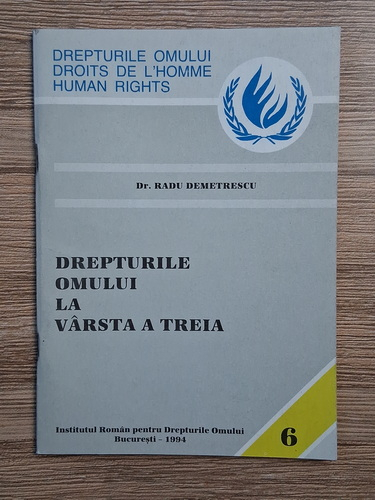 DREPTURILE OMULUI
DROITS DE L'HOMME
HUMAN RIGHTS
Dr. RADU DEMETRESCU
DREPTURILE
OMULUI
LA
VÂRSTA A TREIA
Institutul Român pentru Drepturile Omului
București – 1994
6